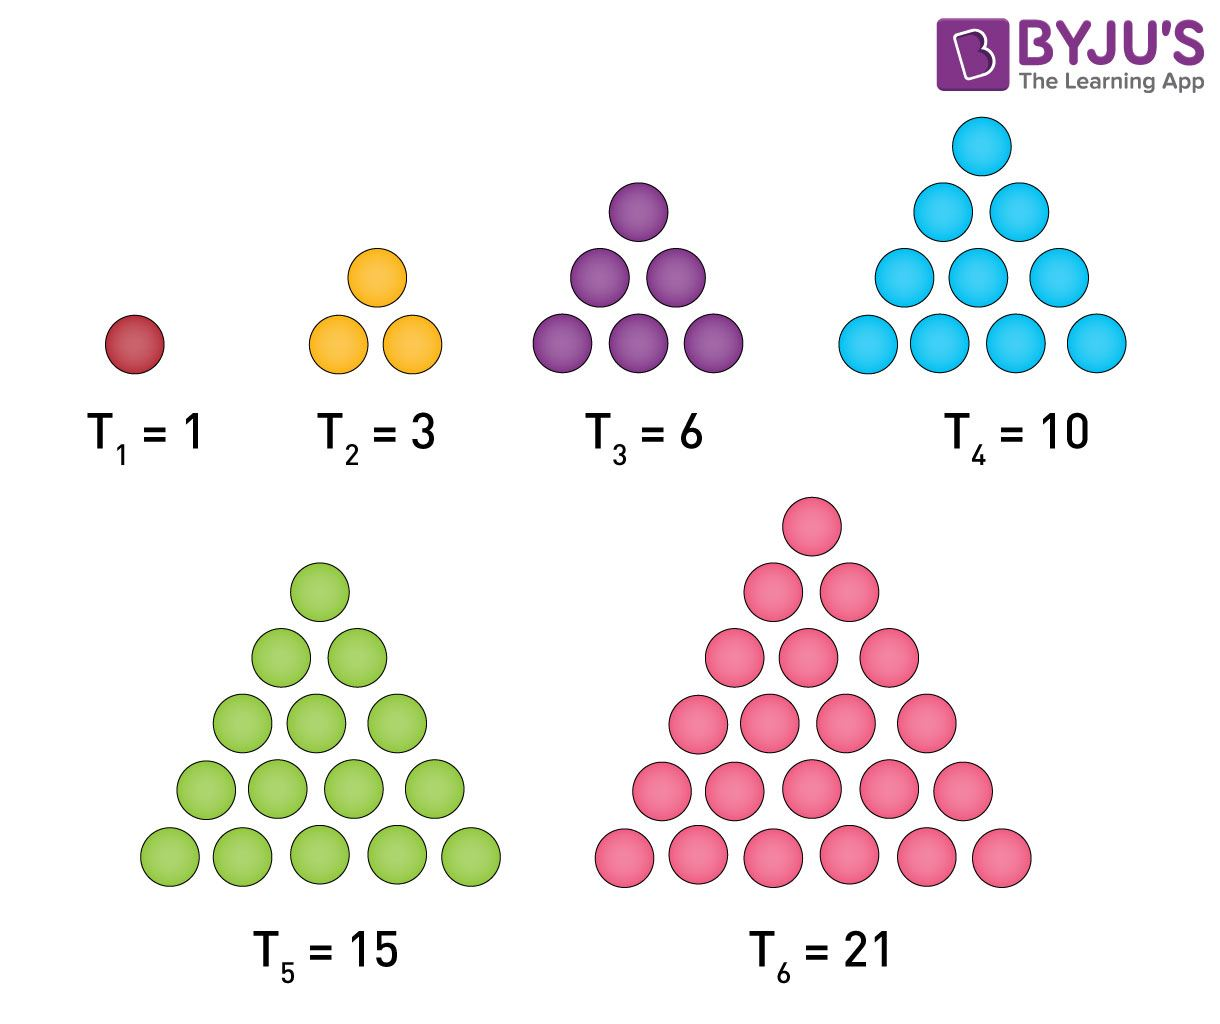 BYJU'S
The Learning App
T₁ = 1
T₂ = 3
T₃ = 6
T₄ = 10
T₅ = 15
T₆ = 21